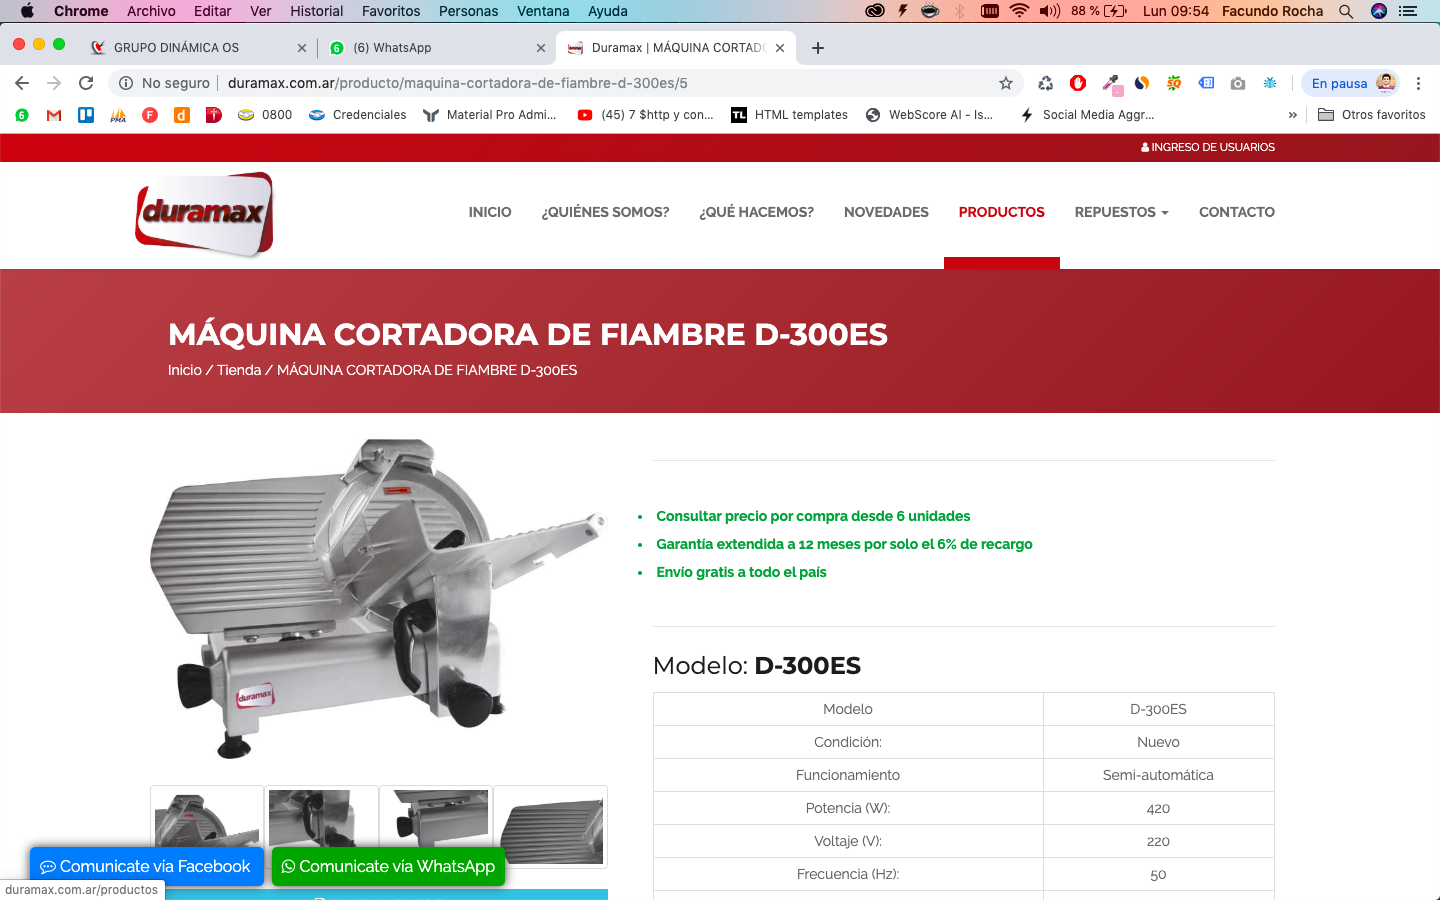 Chrome Archivo Editar Ver Historial Favoritos Personas Ventana Ayuda 88 % Lun 09:54 Facundo Rocha
GRUPO DINÁMICA OS
(6) WhatsApp
Duramax | MÁQUINA CORTAD
No seguro duramax.com.ar/producto/maquina-cortadora-de-fiambre-d-300es/5
En pausa
PMA
0800
Credenciales
Material Pro Admi...
(45) 7 $http y con...
TL HTML templates
WebScore AI - Is...
Social Media Aggr...
Otros favoritos
INGRESO DE USUARIOS
duramax
INICIO ¿QUIÉNES SOMOS? ¿QUÉ HACEMOS? NOVEDADES PRODUCTOS REPUESTOS CONTACTO
MÁQUINA CORTADORA DE FIAMBRE D-300ES
Inicio / Tienda / MÁQUINA CORTADORA DE FIAMBRE D-300ES
duramax
Consultar precio por compra desde 6 unidades
Garantía extendida a 12 meses por solo el 6% de recargo
Envío gratis a todo el país
Modelo: D-300ES
Modelo D-300ES
Condición: Nuevo
Funcionamiento Semi-automática
Potencia (W): 420
Voltaje (V): 220
Frecuencia (Hz): 50
Comunicate vía Facebook
Comunicate vía WhatsApp
duramax.com.ar/productos